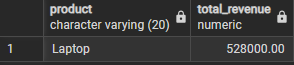 product total_revenue
character varying (20) numeric
1 Laptop 528000.00